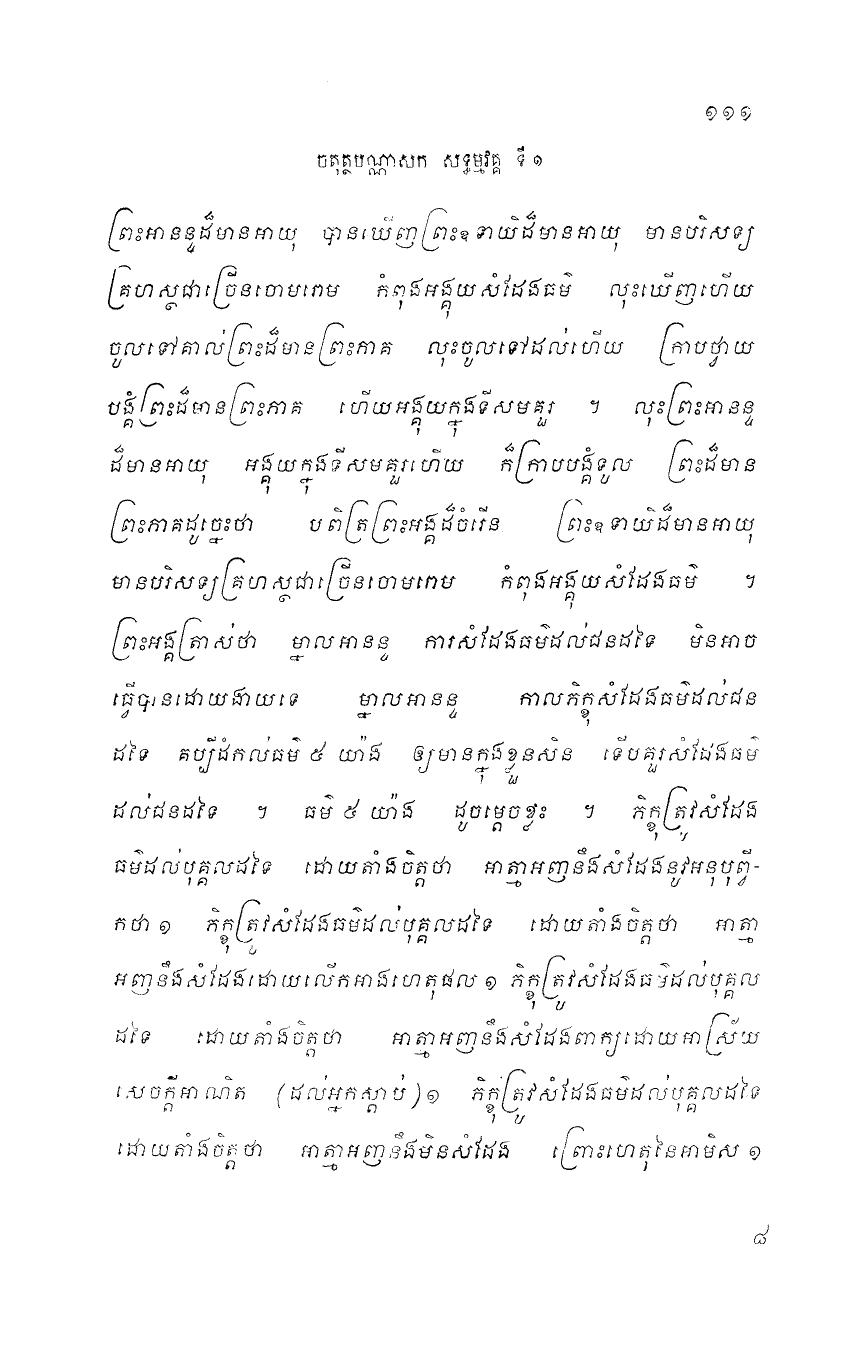 ១១១
ចតុត្ថបណ្ណាសក សទ្ធម្មវគ្គ ទី ១
ព្រះអានន្ទដ៏មានអាយុ បានឃើញព្រះឧទាយិដ៏មានអាយុ មានបរិសទ្យ
គ្រហស្ថជាច្រើនចោមរោម កំពុងអង្គុយសំដែងធម៌ លុះឃើញហើយ
ចូលទៅគាល់ព្រះដ៏មានព្រះភាគ លុះចូលទៅដល់ហើយ ក្រាបថ្វាយ
បង្គំព្រះដ៏មានព្រះភាគ ហើយអង្គុយក្នុងទីសមគួរ ។ លុះព្រះអានន្ទ
ដ៏មានអាយុ អង្គុយក្នុងទីសមគួរហើយ ក៏ក្រាបបង្គំទូល ព្រះដ៏មាន
ព្រះភាគដូច្នេះថា បពិត្រព្រះអង្គដ៏ចំរើន ព្រះឧទាយិដ៏មានអាយុ
មានបរិសទ្យគ្រហស្ថជាច្រើនចោមរោម កំពុងអង្គុយសំដែងធម៌ ។
ព្រះអង្គត្រាស់ថា ម្នាលអានន្ទ ការសំដែងធម៌ដល់ជនដទៃ មិនអាច
ធ្វើបានដោយងាយទេ ម្នាលអានន្ទ កាលភិក្ខុសំដែងធម៌ដល់ជន
ដទៃ គប្បីដំកល់ធម៌ ៥ យ៉ាង ឲ្យមានក្នុងខ្លួនសិន ទើបគួរសំដែងធម៌
ដល់ជនដទៃ ។ ធម៌ ៥ យ៉ាង ដូចម្តេចខ្លះ ។ ភិក្ខុត្រូវសំដែង
ធម៌ដល់បុគ្គលដទៃ ដោយតាំងចិត្តថា អាត្មាអញនឹងសំដែងនូវអនុបុព្វី-
កថា ១ ភិក្ខុត្រូវសំដែងធម៌ដល់បុគ្គលដទៃ ដោយតាំងចិត្តថា អាត្មា
អញនឹងសំដែងដោយលើកអាងហេតុផល ១ ភិក្ខុត្រូវសំដែងធម៌ដល់បុគ្គល
ដទៃ ដោយតាំងចិត្តថា អាត្មាអញនឹងសំដែងពាក្យដោយអាស្រ័យ
សេចក្តីអាណិត (ដល់អ្នកស្តាប់) ១ ភិក្ខុត្រូវសំដែងធម៌ដល់បុគ្គលដទៃ
ដោយតាំងចិត្តថា អាត្មាអញនឹងមិនសំដែង ព្រោះហេតុនៃអាមិស ១
៨